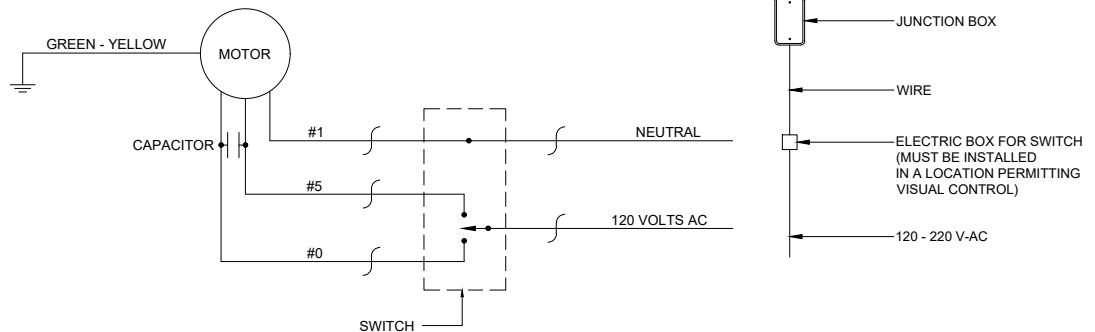 GREEN - YELLOW
MOTOR
CAPACITOR
#1
#5
#0
NEUTRAL
120 VOLTS AC
SWITCH
JUNCTION BOX
WIRE
ELECTRIC BOX FOR SWITCH
(MUST BE INSTALLED
IN A LOCATION PERMITTING
VISUAL CONTROL)
120 - 220 V-AC